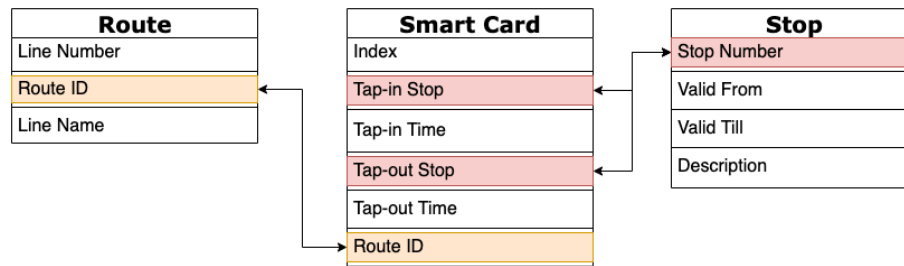 Route
Line Number
Route ID
Line Name
Smart Card
Index
Tap-in Stop
Tap-in Time
Tap-out Stop
Tap-out Time
Route ID
Stop
Stop Number
Valid From
Valid Till
Description